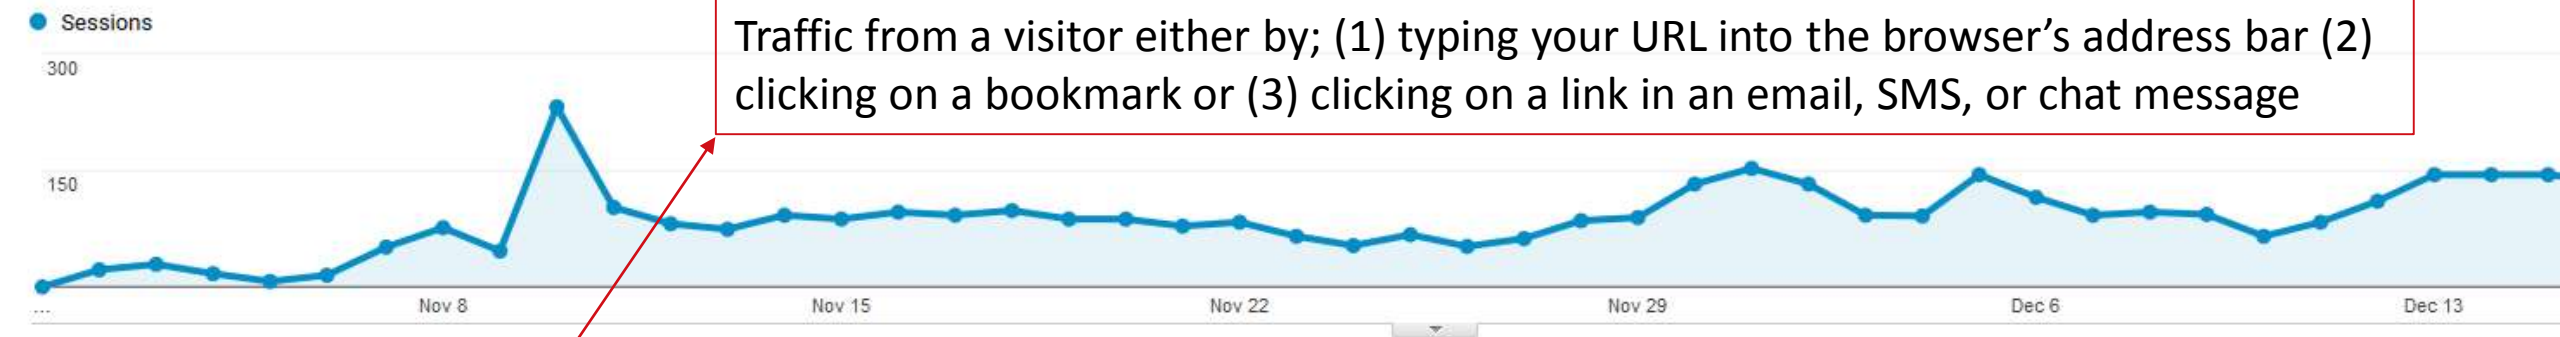 Sessions
Traffic from a visitor either by; (1) typing your URL into the browser’s address bar (2)
clicking on a bookmark or (3) clicking on a link in an email, SMS, or chat message
300
150
...
Nov 8
Nov 15
Nov 22
Nov 29
Dec 6
Dec 13